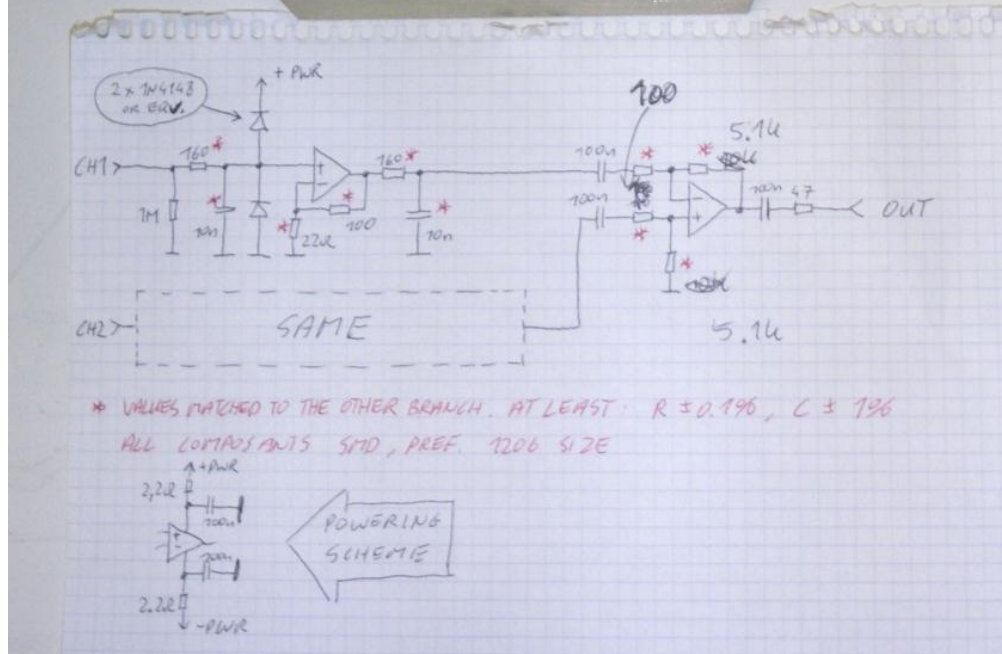 2 x 1N4148
OR EQV.
+ PWR
100
5.1k
CH1
160*
160*
100n
*
*
1M
*
10n
*
22Ω
*
100
*
10n
100n
*
100n
47
OUT
*
CH2
SAME
5.1k
* VALUES MATCHED TO THE OTHER BRANCH. AT LEAST: R ± 0.1%, C ± 1%
ALL COMPOSANTS SMD, PREF. 1206 SIZE
+PWR
2,2Ω
100n
100n
2.2Ω
-PWR
POWERING
SCHEME